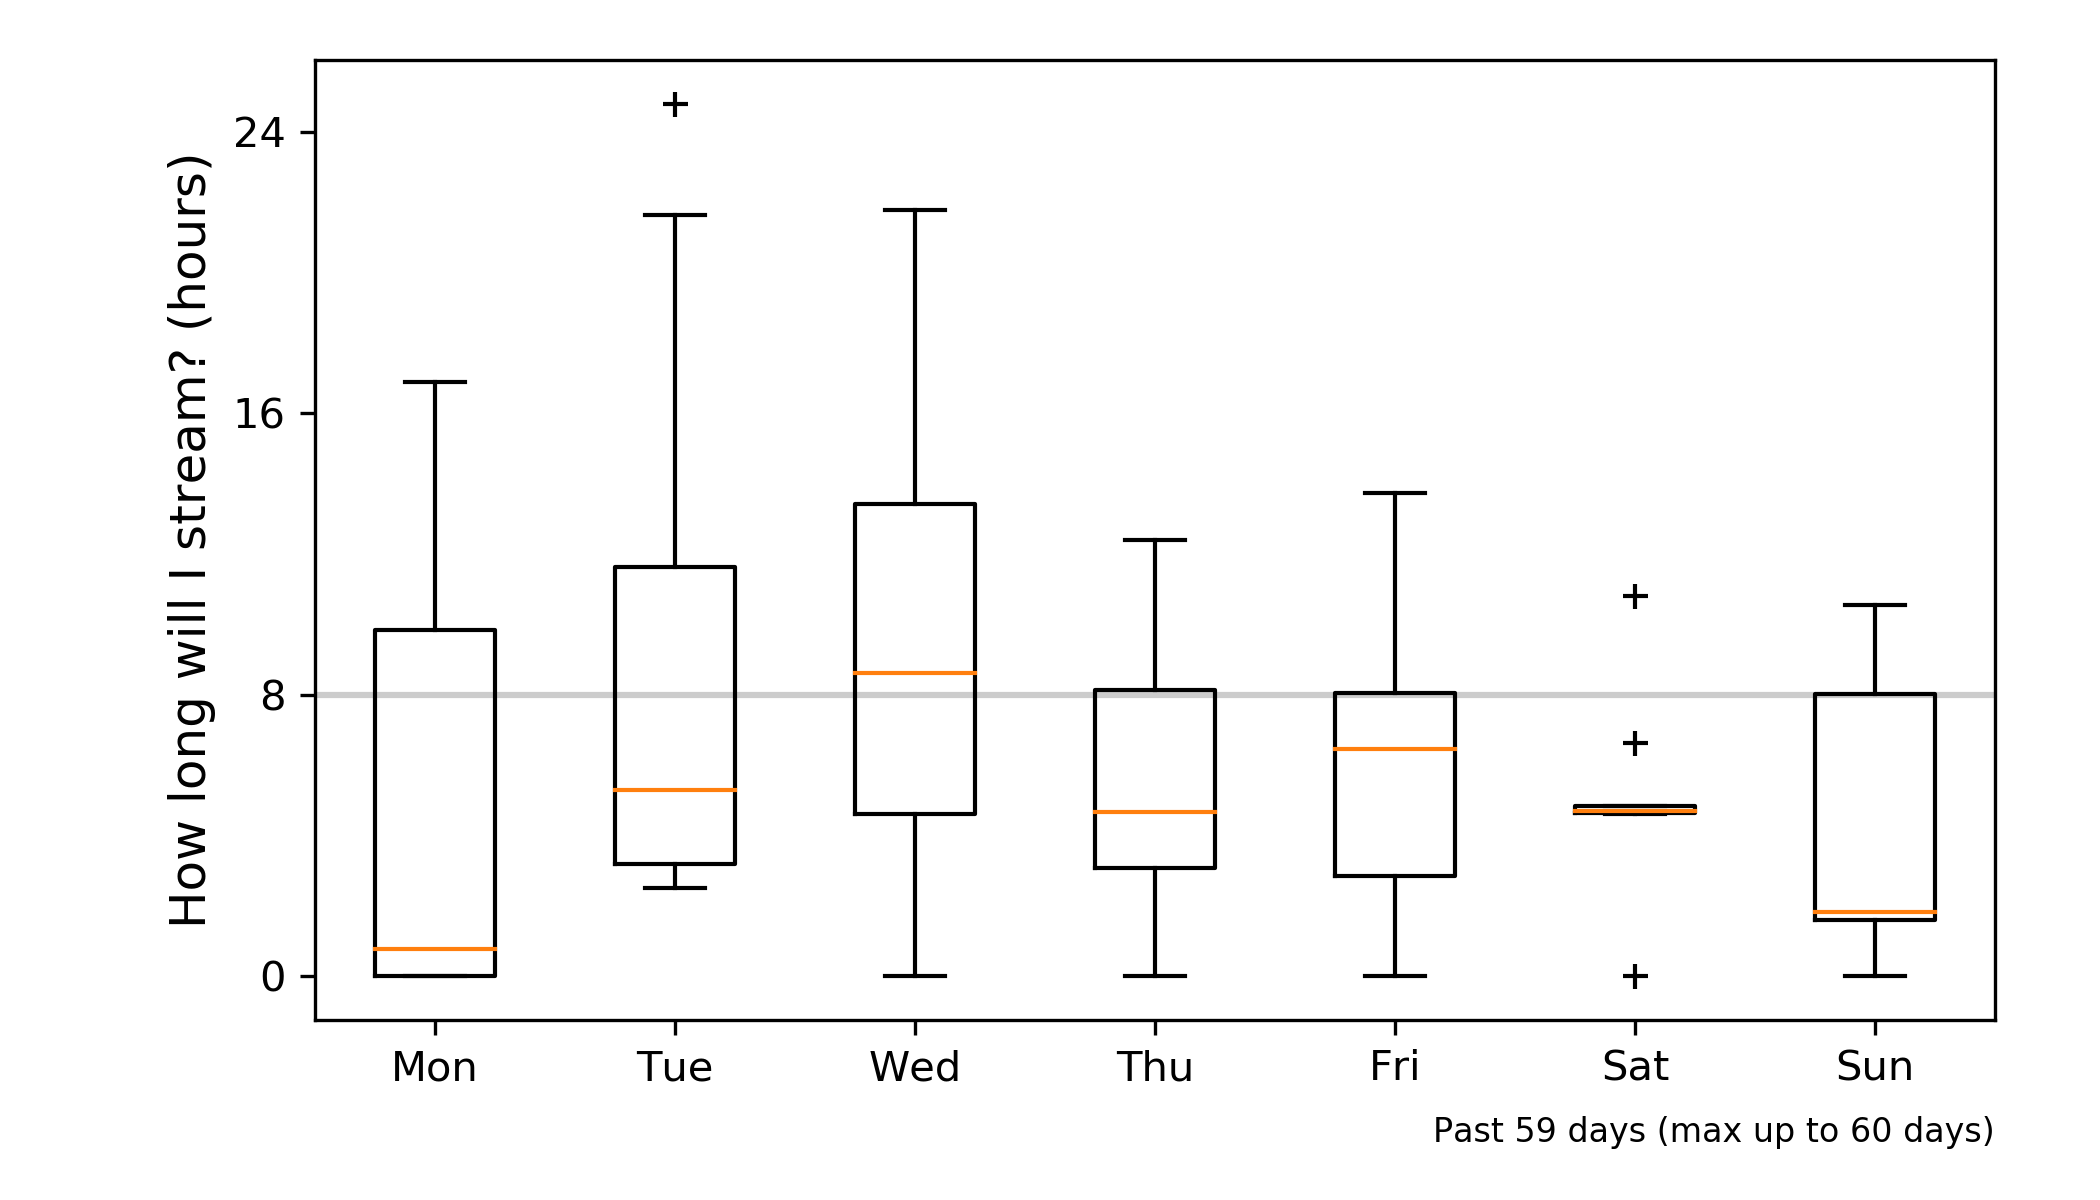 How long will I stream? (hours)
24
16
8
0
Mon Tue Wed Thu Fri Sat Sun
Past 59 days (max up to 60 days)